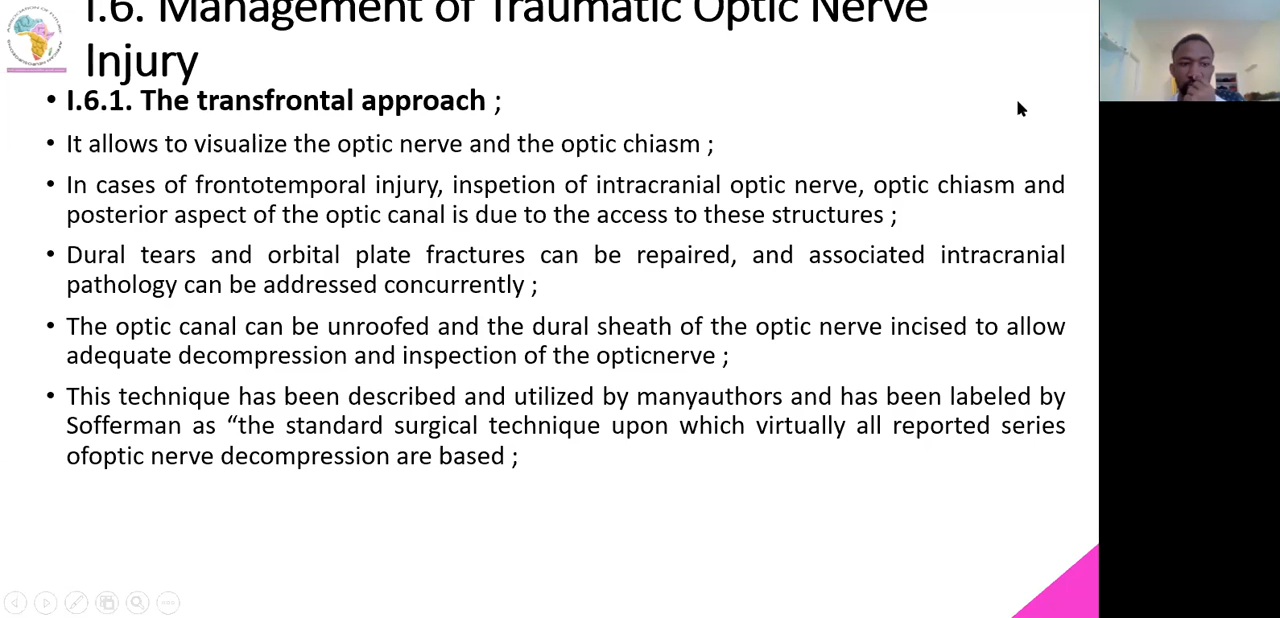 I.6. Management of Traumatic Optic Nerve
Injury
• I.6.1. The transfrontal approach ;
• It allows to visualize the optic nerve and the optic chiasm ;
• In cases of frontotemporal injury, inspetion of intracranial optic nerve, optic chiasm and
posterior aspect of the optic canal is due to the access to these structures ;
• Dural tears and orbital plate fractures can be repaired, and associated intracranial
pathology can be addressed concurrently ;
• The optic canal can be unroofed and the dural sheath of the optic nerve incised to allow
adequate decompression and inspection of the opticnerve ;
• This technique has been described and utilized by manyauthors and has been labeled by
Sofferman as “the standard surgical technique upon which virtually all reported series
ofoptic nerve decompression are based ;